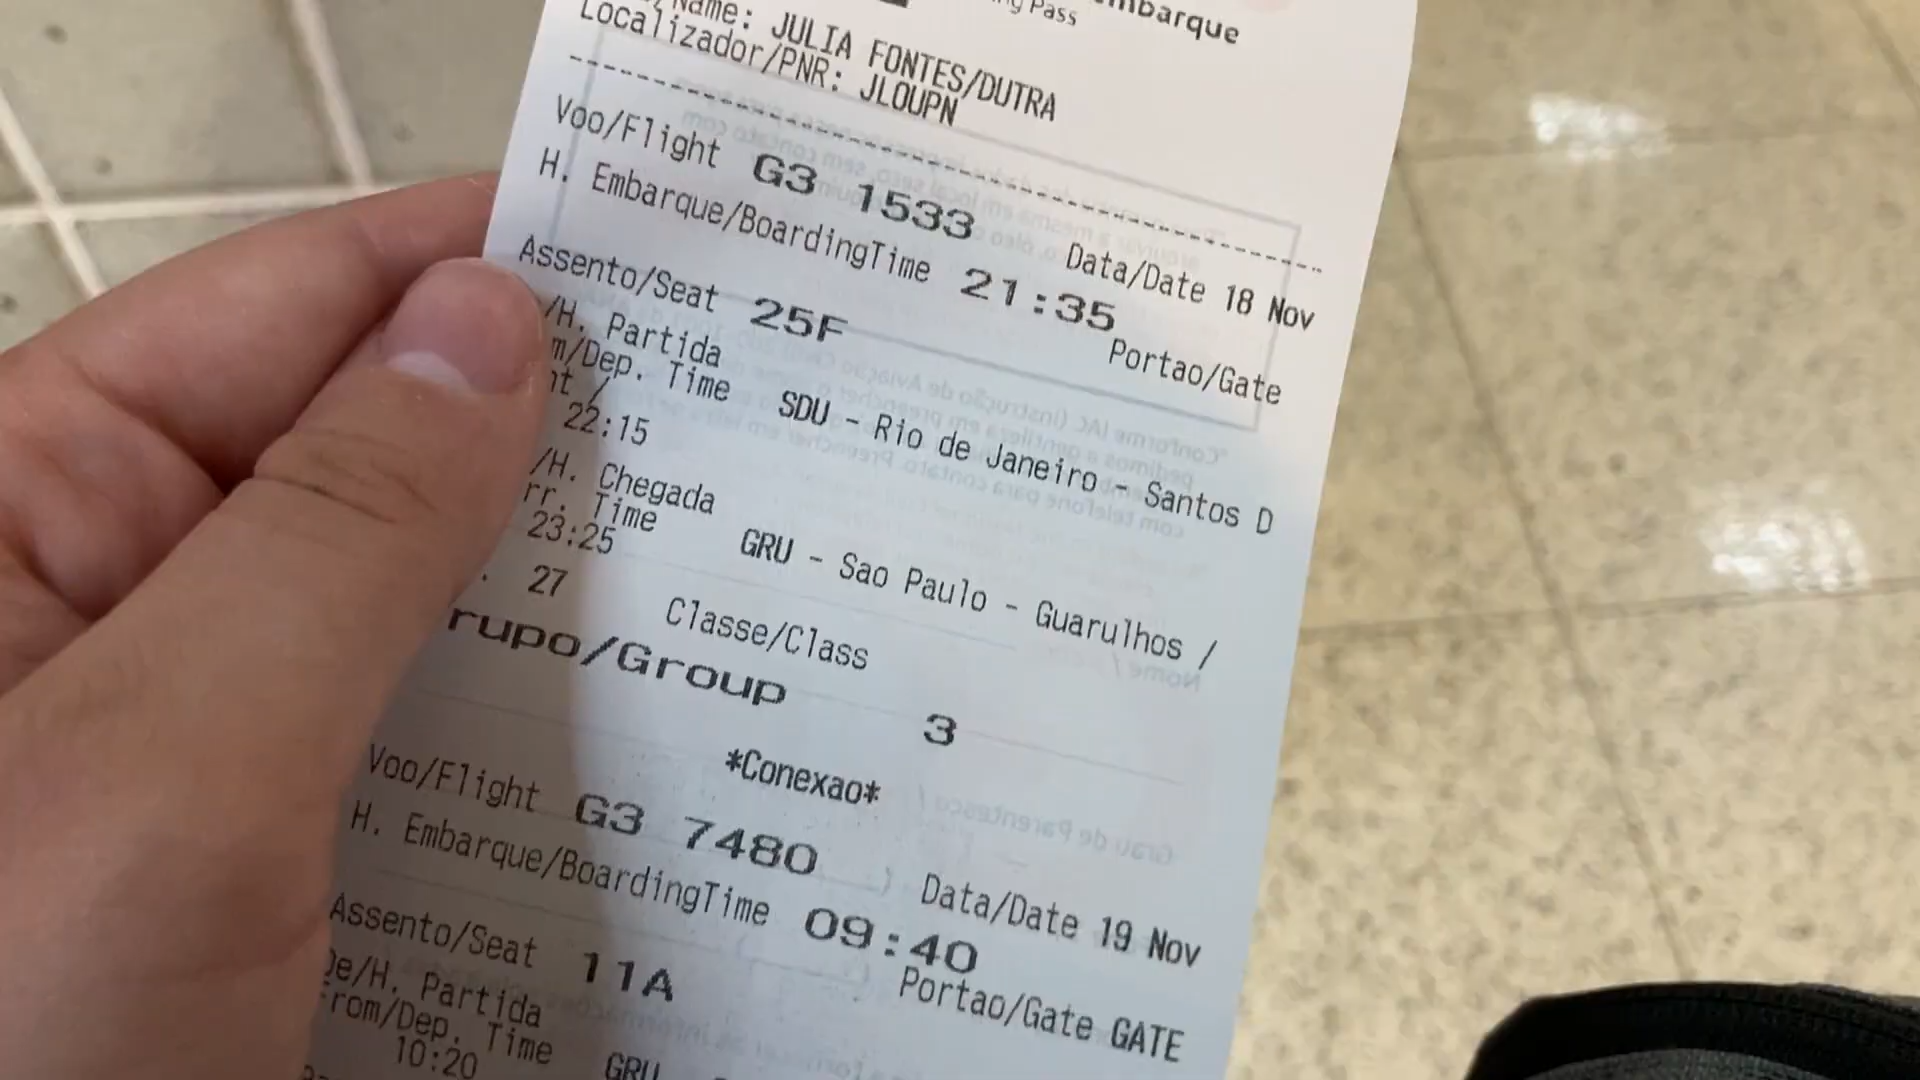 Pass
Embarque
Name: JULIA FONTES/DUTRA
Localizador/PNR: JLOUPN
Voo/Flight G3 1533 Data/Date 18 Nov
H. Embarque/BoardingTime 21:35 Portao/Gate
Assento/Seat 25F
/H. Partida
m/Dep. Time SDU - Rio de Janeiro - Santos D
nt /
22:15
/H. Chegada
rr. Time GRU - Sao Paulo - Guarulhos /
23:25
. 27 Classe/Class
rupo/Group 3
*Conexao*
Voo/Flight G3 7480 Data/Date 19 Nov
H. Embarque/BoardingTime 09:40 Portao/Gate GATE
Assento/Seat 11A
De/H. Partida
From/Dep. Time GRU
10:20